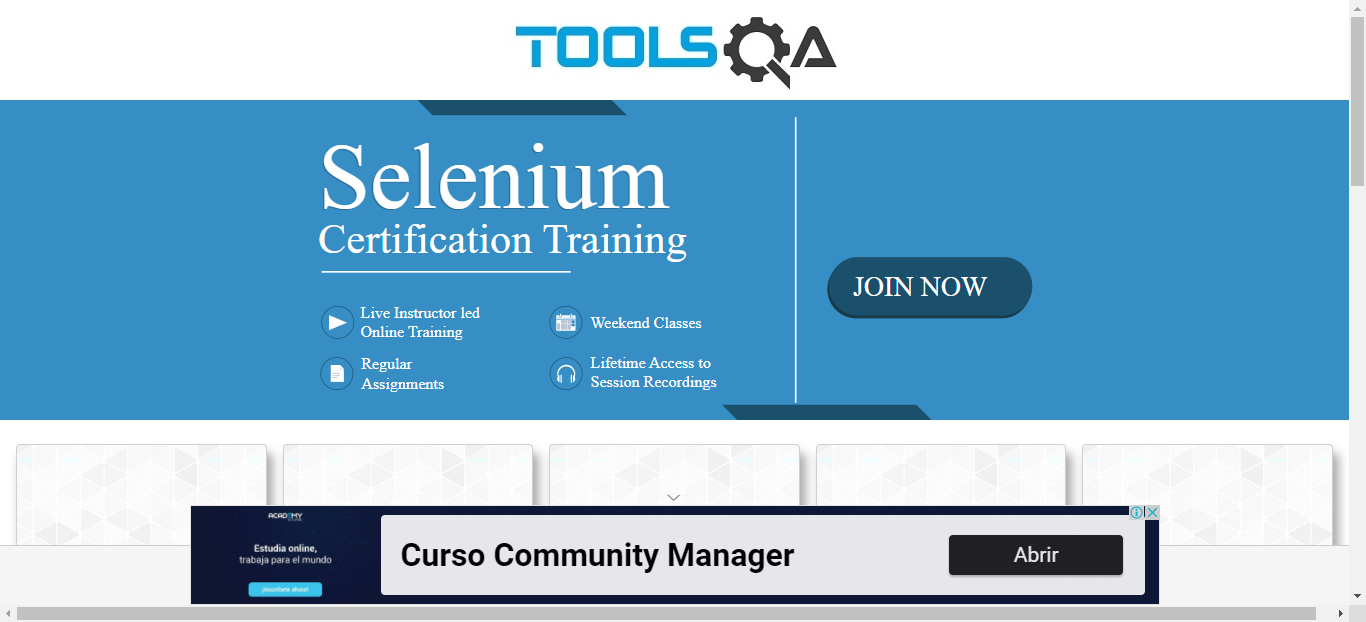 TOOLSQA
Selenium
Certification Training
JOIN NOW
Live Instructor led
Online Training
Weekend Classes
Regular
Assignments
Lifetime Access to
Session Recordings
ACADEMY
Estudia online,
trabaja para el mundo
¡Inscríbete ahora!
Curso Community Manager
Abrir